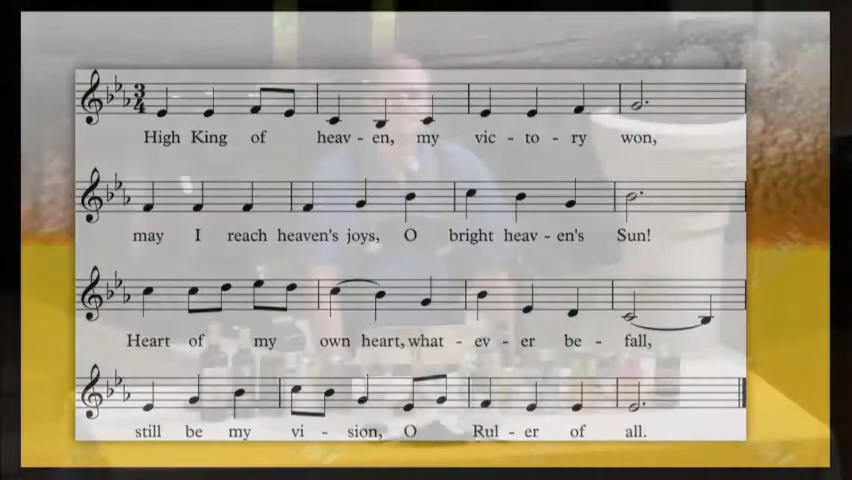 High King of heav - en, my vic - to - ry won,
may I reach heaven's joys, O bright heav - en's Sun!
Heart of my own heart, what - ev - er be - fall,
still be my vi - sion, O Rul - er of all.